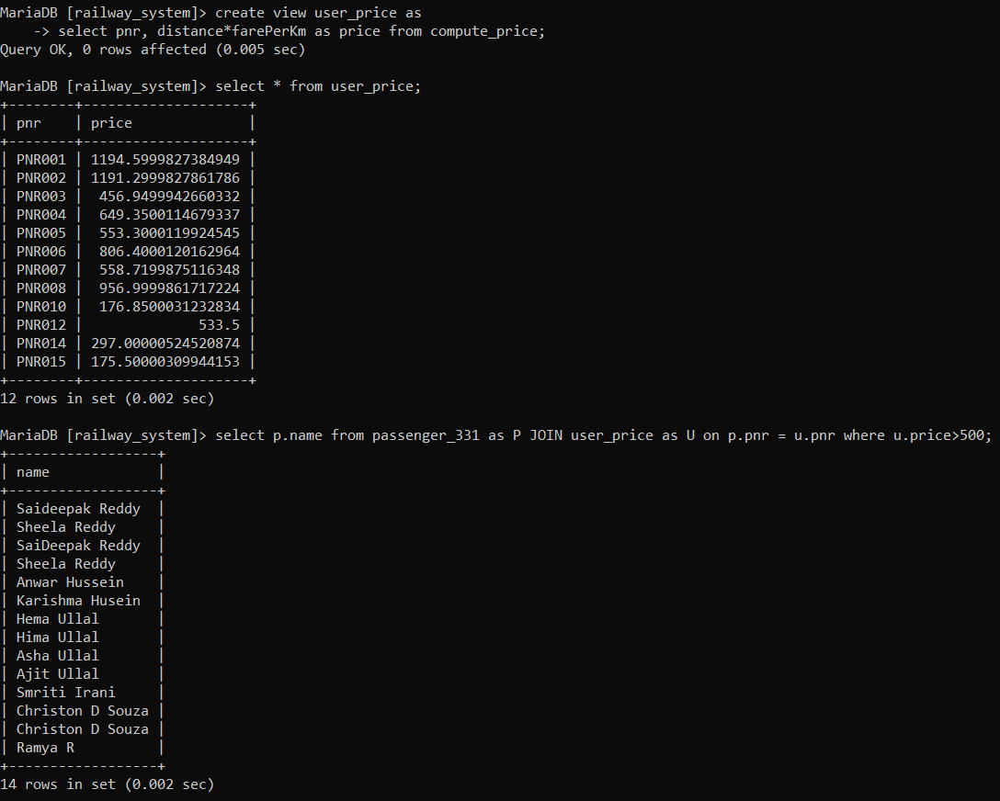 MariaDB [railway_system]> create view user_price as
    -> select pnr, distance*farePerKm as price from compute_price;
Query OK, 0 rows affected (0.005 sec)

MariaDB [railway_system]> select * from user_price;
+--------+--------------------+
| pnr    | price              |
+--------+--------------------+
| PNR001 | 1194.5999827384949 |
| PNR002 | 1191.2999827861786 |
| PNR003 |  456.9499942660332 |
| PNR004 |  649.3500114679337 |
| PNR005 |  553.3000119924545 |
| PNR006 |  806.4000120162964 |
| PNR007 |  558.7199875116348 |
| PNR008 |  956.9999861717224 |
| PNR010 |  176.8500031232834 |
| PNR012 |              533.5 |
| PNR014 | 297.00000524520874 |
| PNR015 | 175.50000309944153 |
+--------+--------------------+
12 rows in set (0.002 sec)

MariaDB [railway_system]> select p.name from passenger_331 as P JOIN user_price as U on p.pnr = u.pnr where u.price>500;
+------------------+
| name             |
+------------------+
| Saideepak Reddy  |
| Sheela Reddy     |
| SaiDeepak Reddy  |
| Sheela Reddy     |
| Anwar Hussein    |
| Karishma Husein  |
| Hema Ullal       |
| Hima Ullal       |
| Asha Ullal       |
| Ajit Ullal       |
| Smriti Irani     |
| Christon D Souza |
| Christon D Souza |
| Ramya R          |
+------------------+
14 rows in set (0.002 sec)